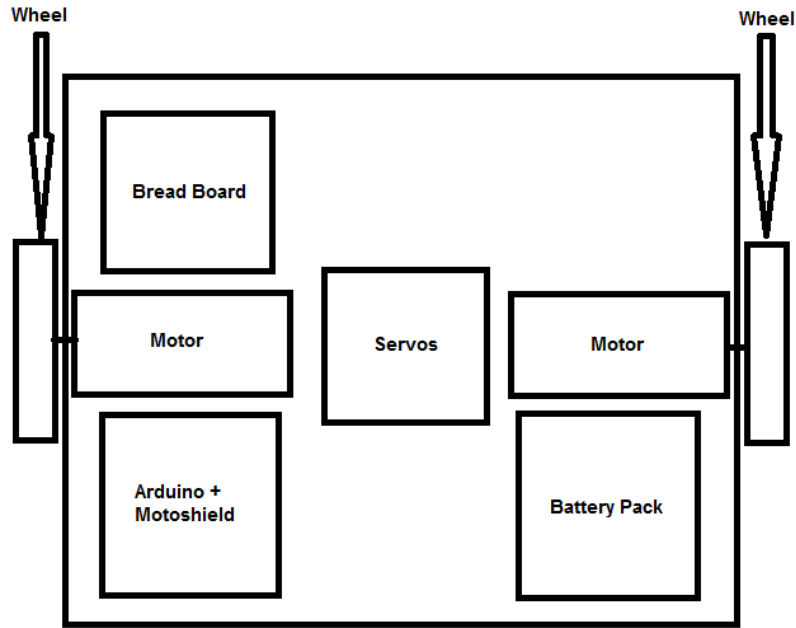 Wheel
Wheel
Bread Board
Motor
Servos
Motor
Arduino +
Motoshield
Battery Pack